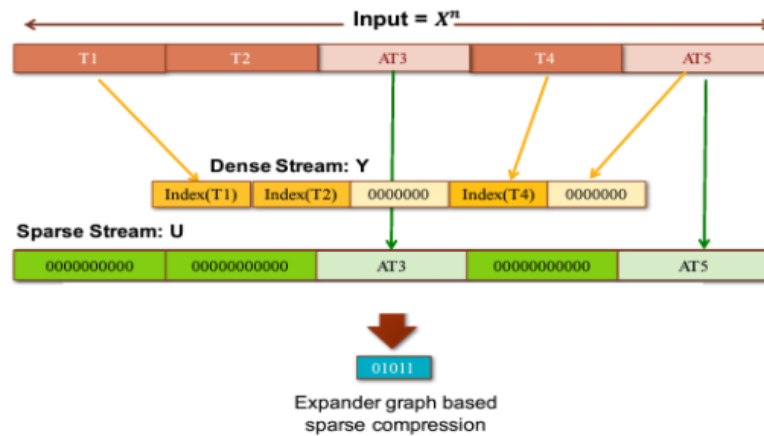 Input = Xⁿ
T1 T2 AT3 T4 AT5
Dense Stream: Y
Index(T1) Index(T2) 0000000 Index(T4) 0000000
Sparse Stream: U
0000000000 00000000000 AT3 00000000000 AT5
01011
Expander graph based
sparse compression